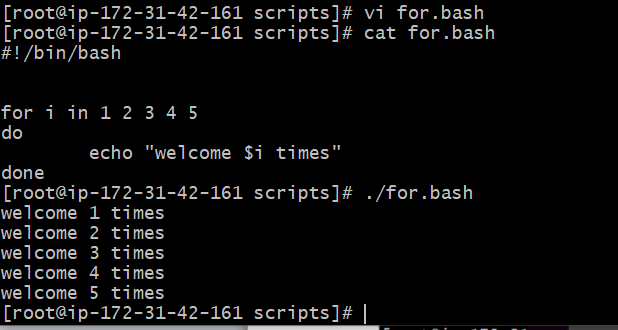 [root@ip-172-31-42-161 scripts]# vi for.bash
[root@ip-172-31-42-161 scripts]# cat for.bash
#!/bin/bash
for i in 1 2 3 4 5
do
        echo "welcome $i times"
done
[root@ip-172-31-42-161 scripts]# ./for.bash
welcome 1 times
welcome 2 times
welcome 3 times
welcome 4 times
welcome 5 times
[root@ip-172-31-42-161 scripts]#